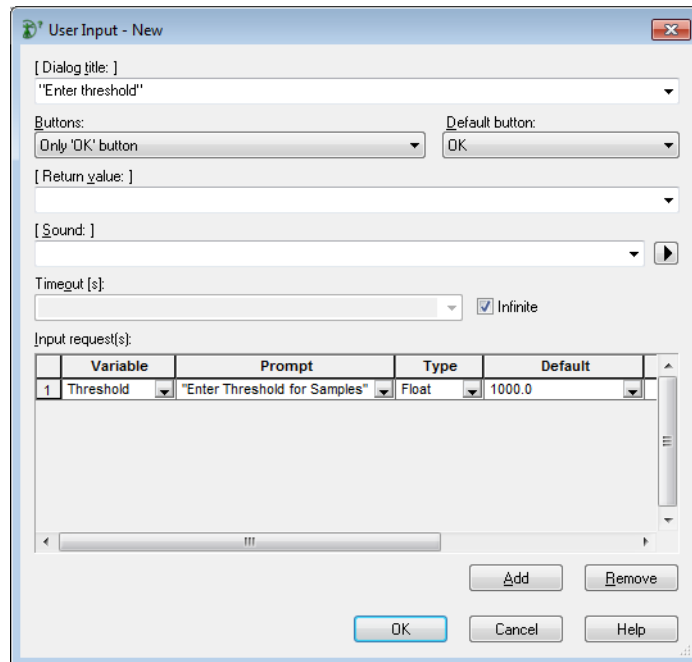 User Input - New
[ Dialog title: ]
"Enter threshold"
Buttons: Default button:
Only 'OK' button OK
[ Return value: ]
[ Sound: ]
Timeout [s]:
Infinite
Input request(s):
Variable Prompt Type Default
1 Threshold "Enter Threshold for Samples" Float 1000.0
Add Remove
OK Cancel Help